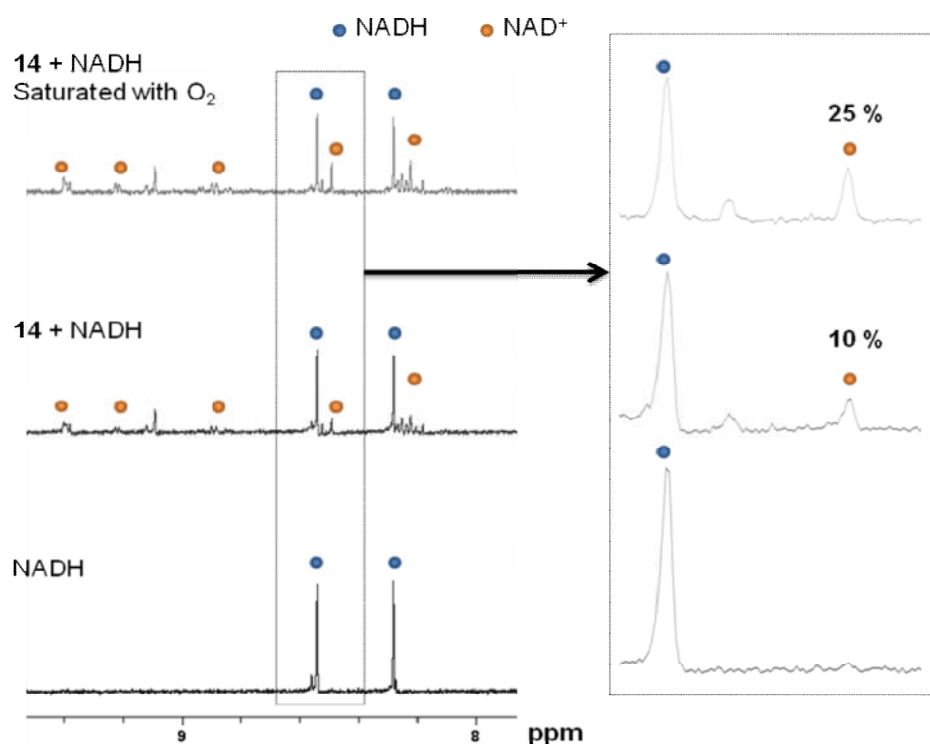 NADH NAD⁺
14 + NADH
Saturated with O₂
25 %
14 + NADH
10 %
NADH
9 8 ppm